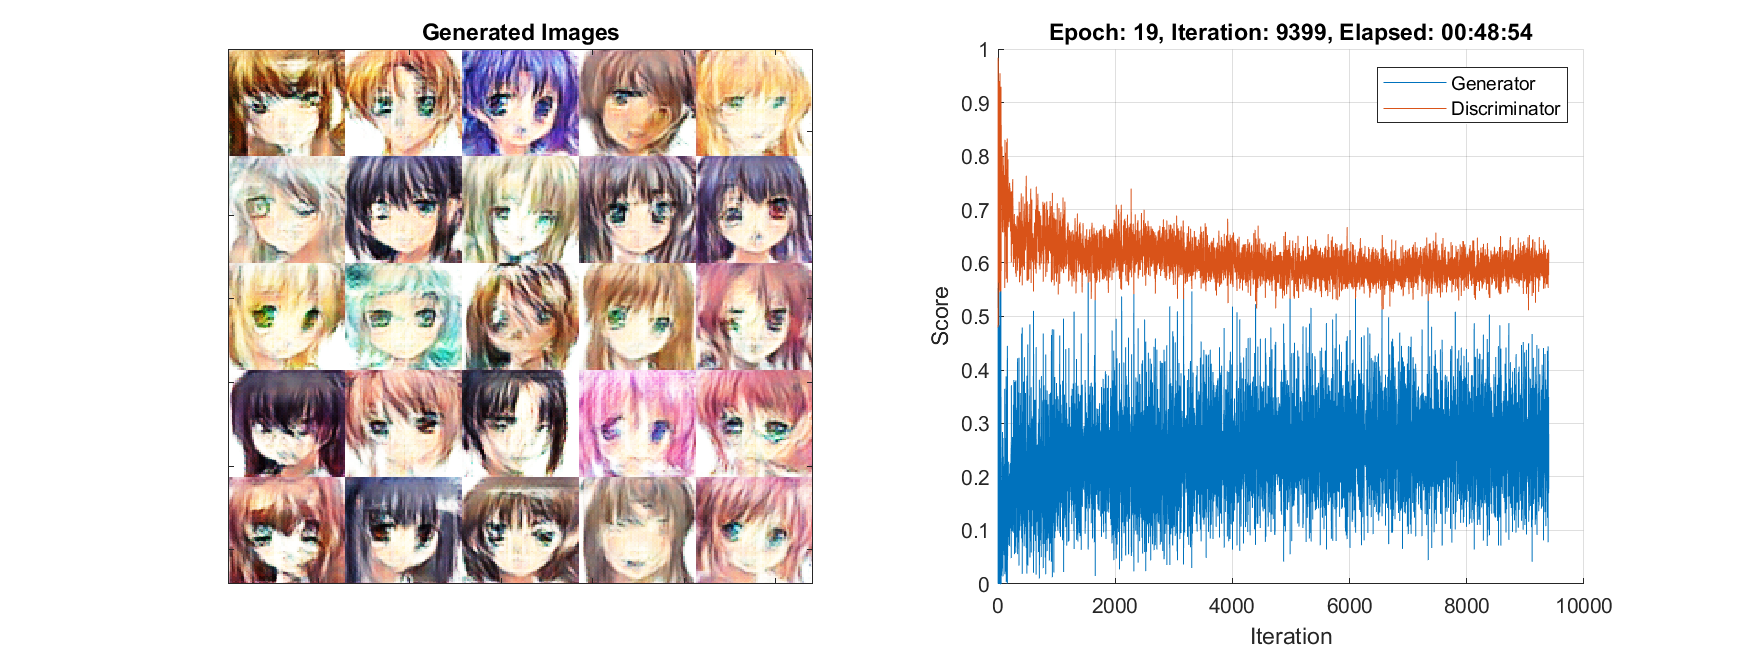 Generated Images
Epoch: 19, Iteration: 9399, Elapsed: 00:48:54
1
Generator
Discriminator
0.9
0.8
0.7
0.6
0.5
0.4
0.3
0.2
0.1
0
Score
0 2000 4000 6000 8000 10000
Iteration